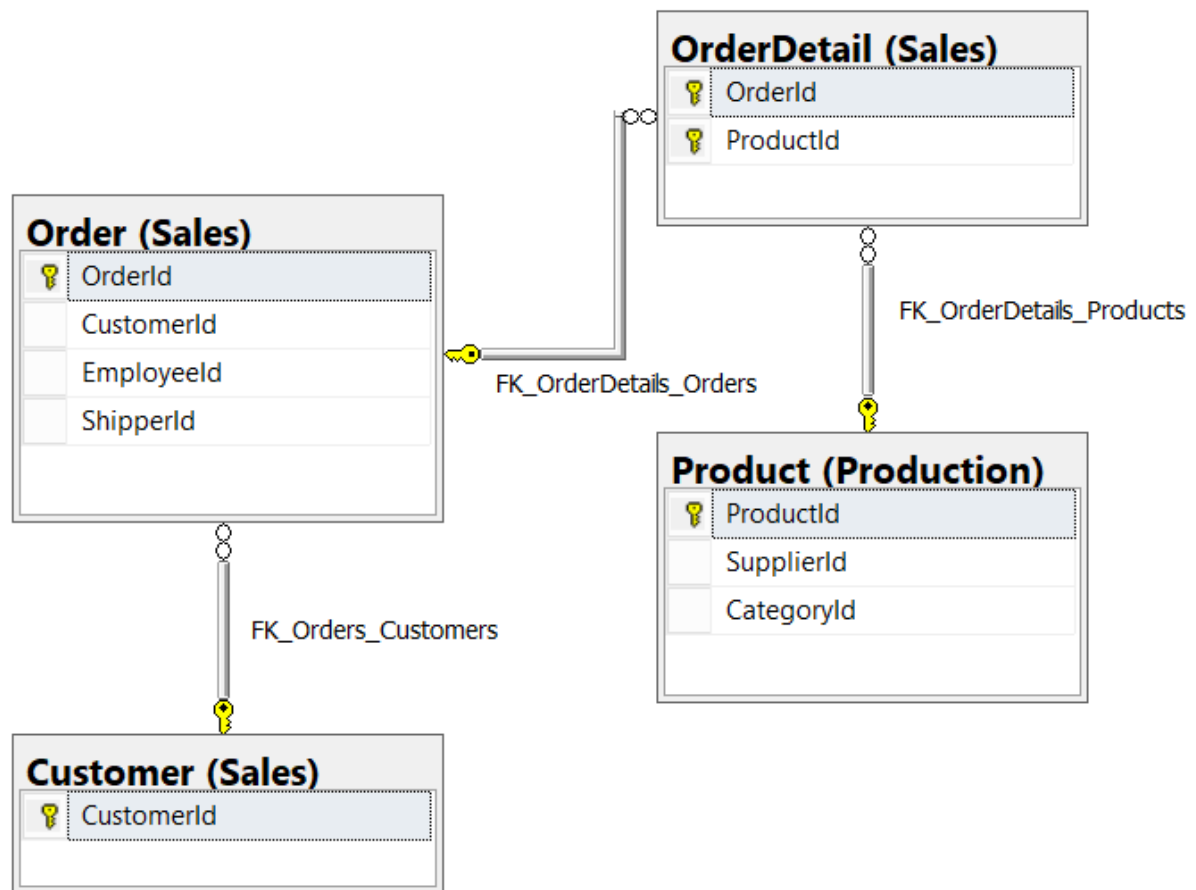 OrderDetail (Sales)
OrderId
ProductId
Order (Sales)
OrderId
CustomerId
EmployeeId
ShipperId
FK_OrderDetails_Products
FK_OrderDetails_Orders
Product (Production)
ProductId
SupplierId
CategoryId
FK_Orders_Customers
Customer (Sales)
CustomerId